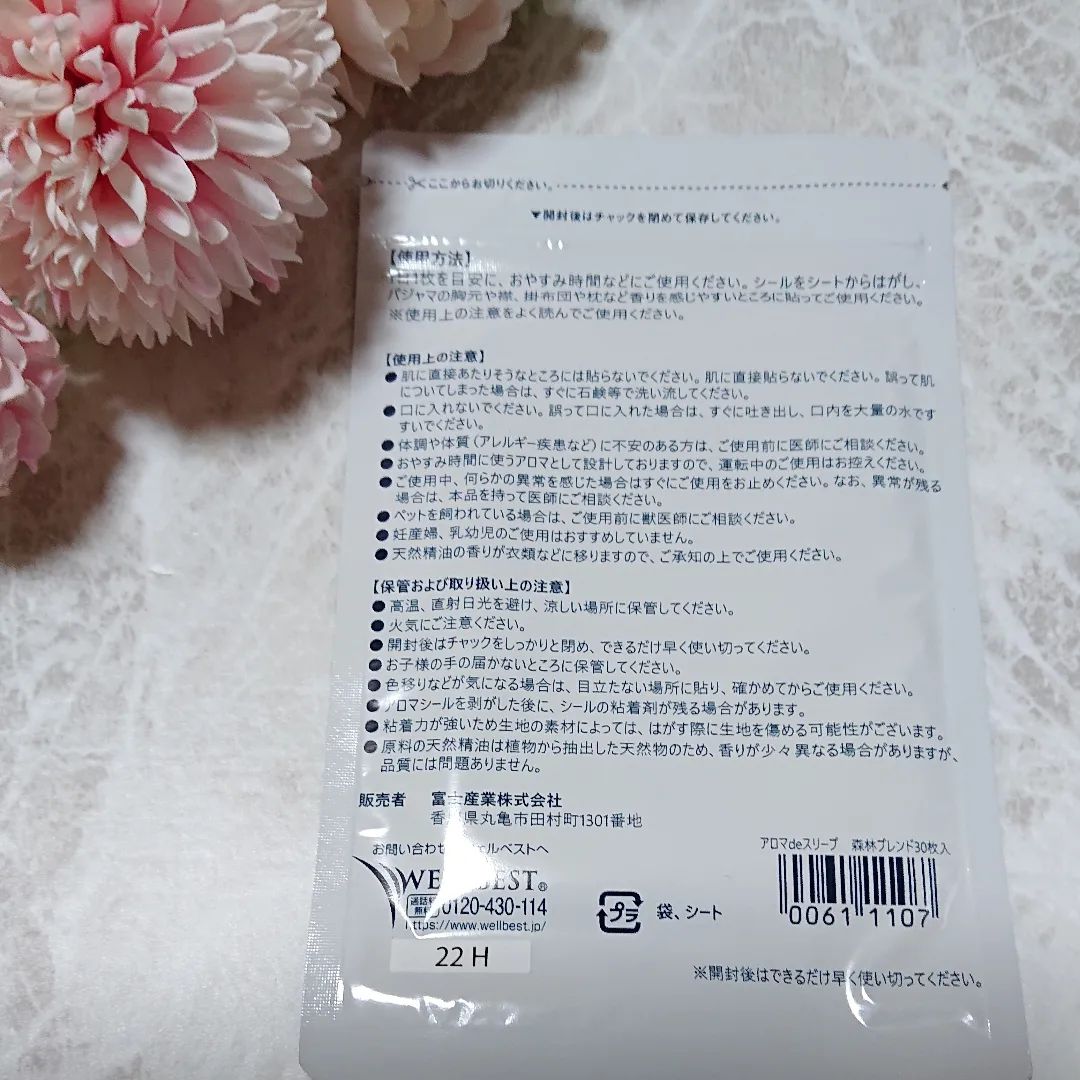 ここからお切りください。
▼開封後はチャックを閉めて保存してください。
【使用方法】
1日1枚を目安に、おやすみ時間などにご使用ください。シールをシートからはがし、
パジャマの胸元や襟、掛布団や枕など香りを感じやすいところに貼ってご使用ください。
※使用上の注意をよく読んでご使用ください。
【使用上の注意】
●肌に直接あたりそうなところには貼らないでください。肌に直接貼らないでください。誤って肌
についてしまった場合は、すぐに石鹸等で洗い流してください。
●口に入れないでください。誤って口に入れた場合は、すぐに吐き出し、口内を大量の水です
すいでください。
●体調や体質（アレルギー疾患など）に不安のある方は、ご使用前に医師にご相談ください。
●おやすみ時間に使うアロマとして設計しておりますので、運転中のご使用はお控えください。
●ご使用中、何らかの異常を感じた場合はすぐにご使用をお止めください。なお、異常が残る
場合は、本品を持って医師にご相談ください。
●ペットを飼われている場合は、ご使用前に獣医師にご相談ください。
●妊産婦、乳幼児のご使用はおすすめしていません。
●天然精油の香りが衣類などに移りますので、ご承知の上でご使用ください。
【保管および取り扱い上の注意】
●高温、直射日光を避け、涼しい場所に保管してください。
●火気にご注意ください。
●開封後はチャックをしっかりと閉め、できるだけ早く使い切ってください。
●お子様の手の届かないところに保管してください。
●色移りなどが気になる場合は、目立たない場所に貼り、確かめてからご使用ください。
●アロマシールを剥がした後に、シールの粘着剤が残る場合があります。
●粘着力が強いため生地の素材によっては、はがす際に生地を傷める可能性がございます。
●原料の天然精油は植物から抽出した天然物のため、香りが少々異なる場合がありますが、
品質には問題ありません。
販売者 富士産業株式会社
香川県丸亀市田村町1301番地
お問い合わせ ウェルベストへ
WELLBEST®
通話料無料 0120-430-114
https://www.wellbest.jp/
22 H
プラ 袋、シート
アロマdeスリープ 森林ブレンド30枚入
0061 1107
※開封後はできるだけ早く使い切ってください。